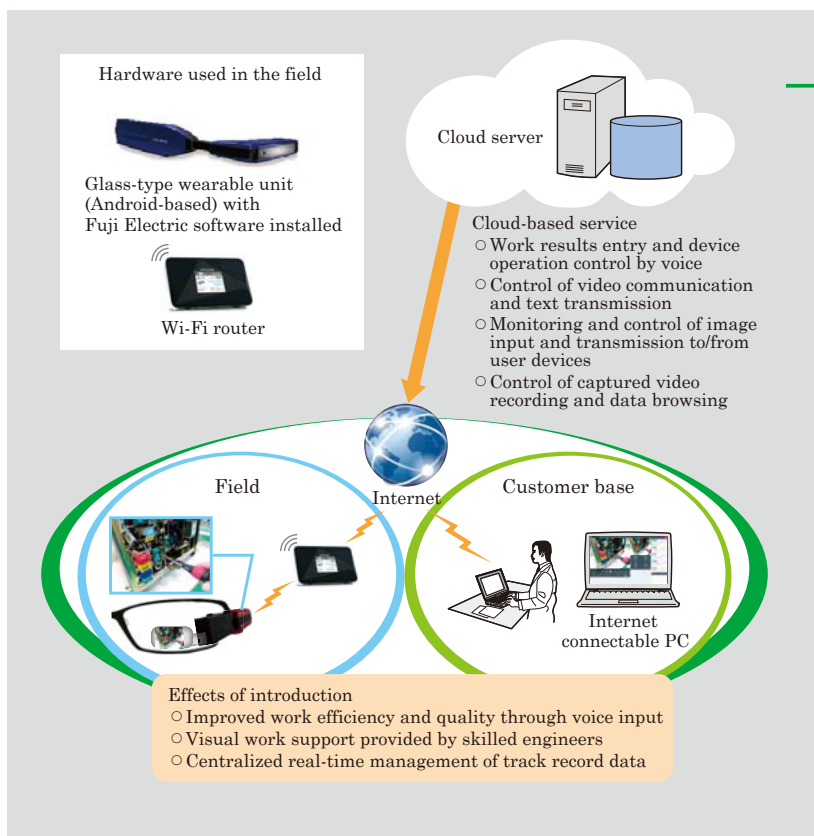 Hardware used in the field
Glass-type wearable unit
(Android-based) with
Fuji Electric software installed
Wi-Fi router
Cloud server
Cloud-based service
○ Work results entry and device
operation control by voice
○ Control of video communication
and text transmission
○ Monitoring and control of image
input and transmission to/from
user devices
○ Control of captured video
recording and data browsing
Internet
Field
Customer base
Internet
connectable PC
Effects of introduction
○ Improved work efficiency and quality through voice input
○ Visual work support provided by skilled engineers
○ Centralized real-time management of track record data